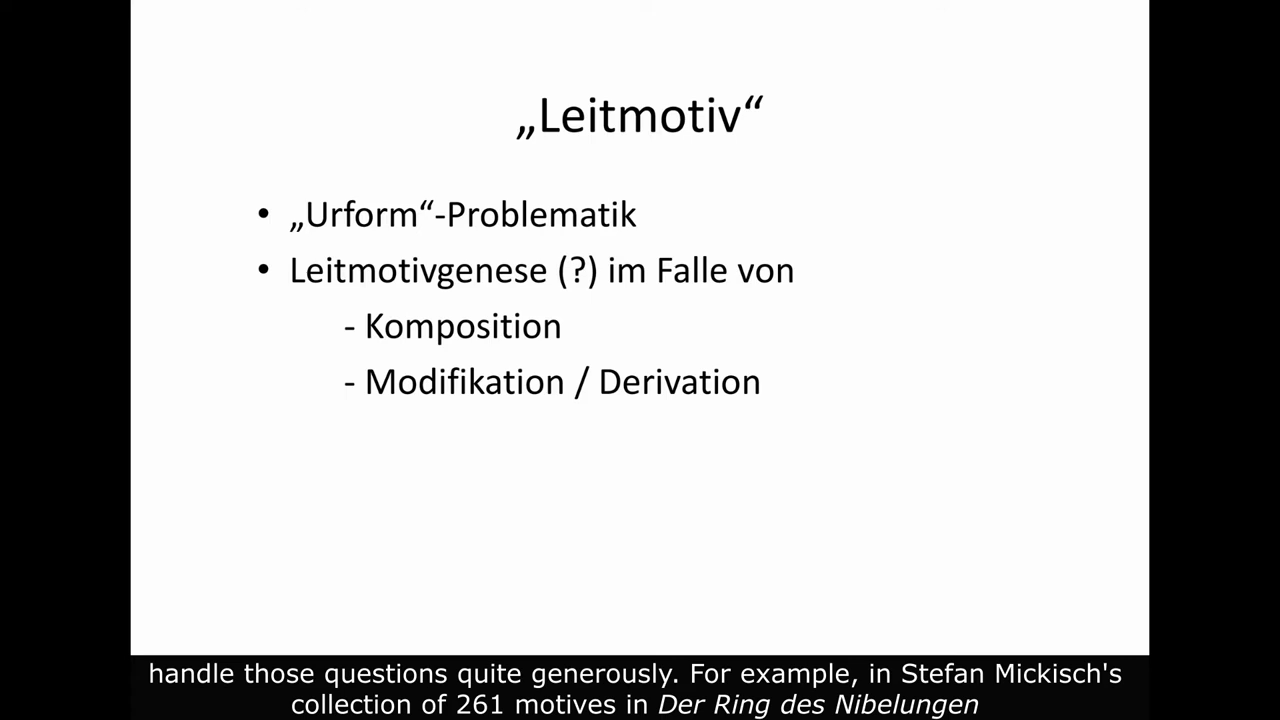 „Leitmotiv“
• „Urform“-Problematik
• Leitmotivgenese (?) im Falle von
- Komposition
- Modifikation / Derivation
handle those questions quite generously. For example, in Stefan Mickisch's
collection of 261 motives in Der Ring des Nibelungen